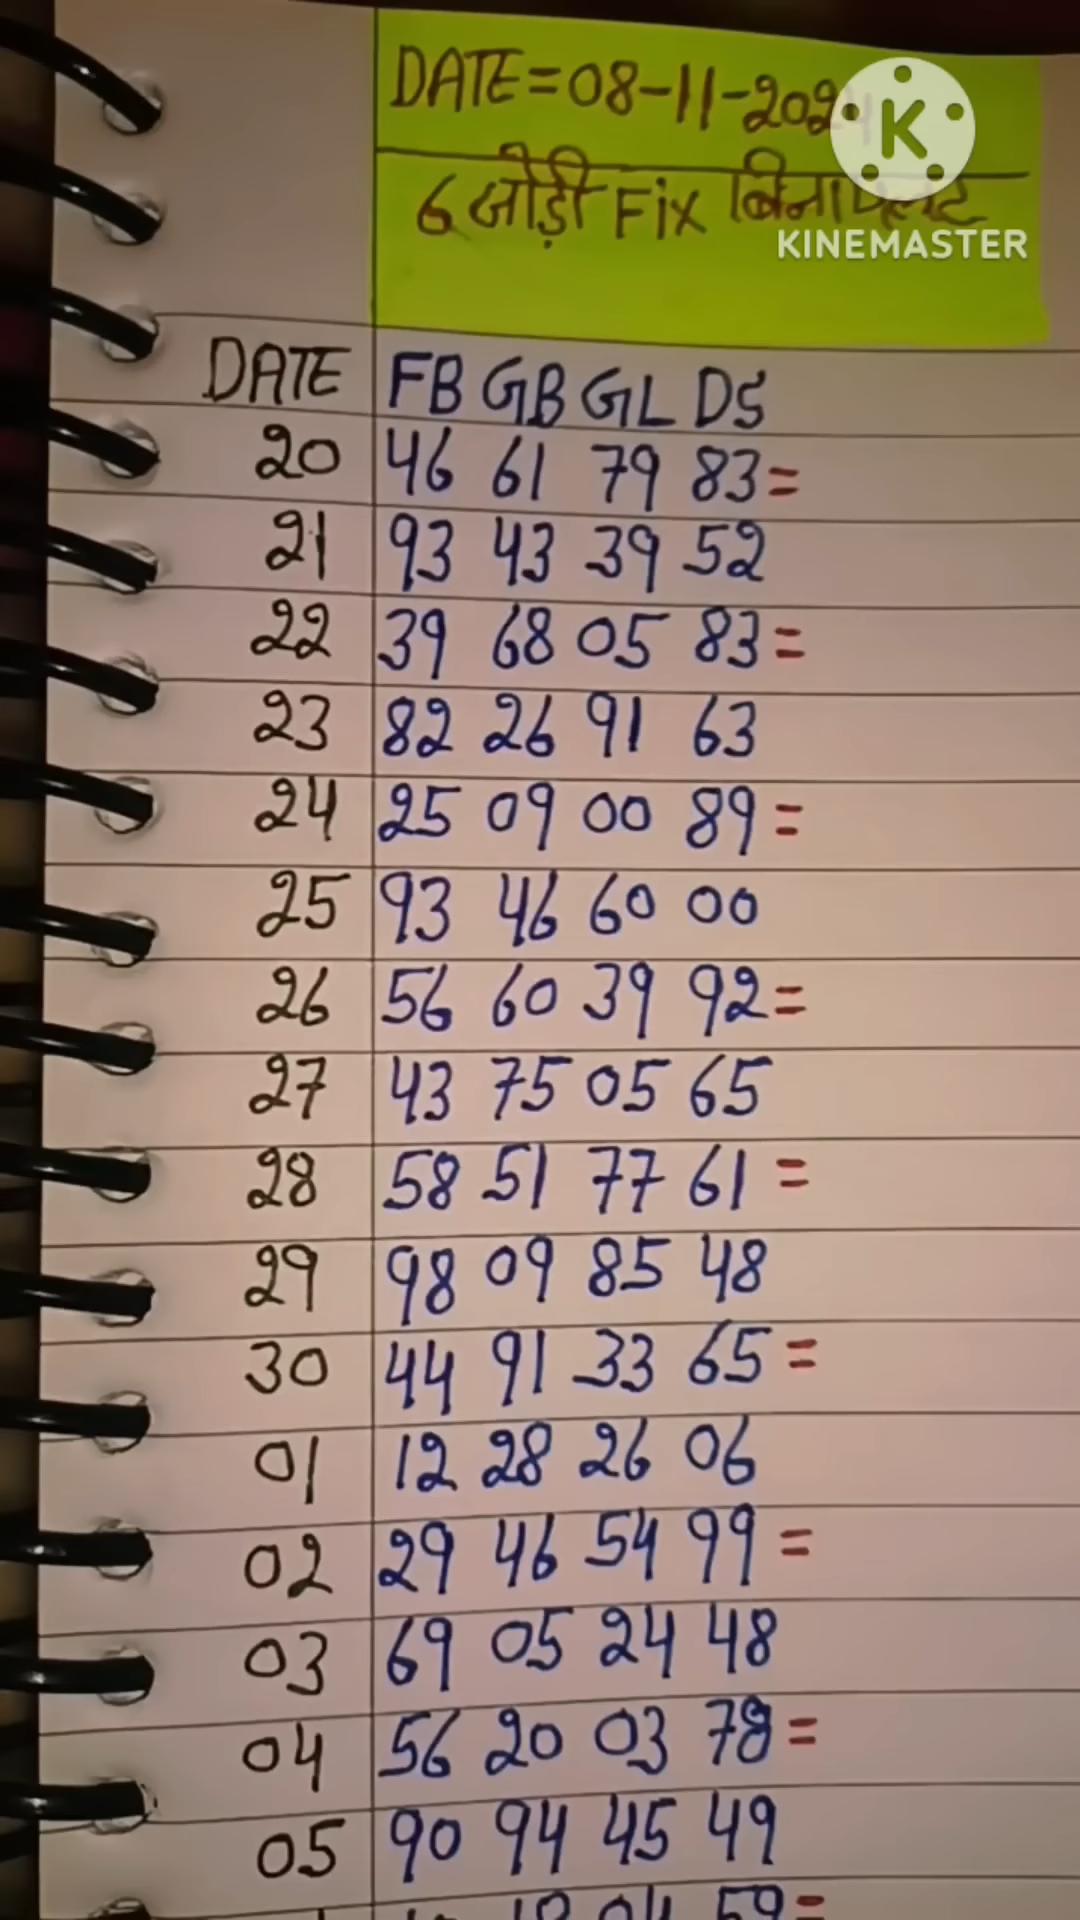 DATE=08-11-2024
6 जोड़ी Fix बिना पलट
KINEMASTER
DATE FB GB GL DS
20 46 61 79 83=
21 93 43 39 52
22 39 68 05 83=
23 82 26 91 63
24 25 09 00 89=
25 93 46 60 00
26 56 60 39 92=
27 43 75 05 65
28 58 51 77 61=
29 98 09 85 48
30 44 91 33 65=
01 12 28 26 06
02 29 46 54 99=
03 69 05 24 48
04 56 20 03 78=
05 90 94 45 49
59=